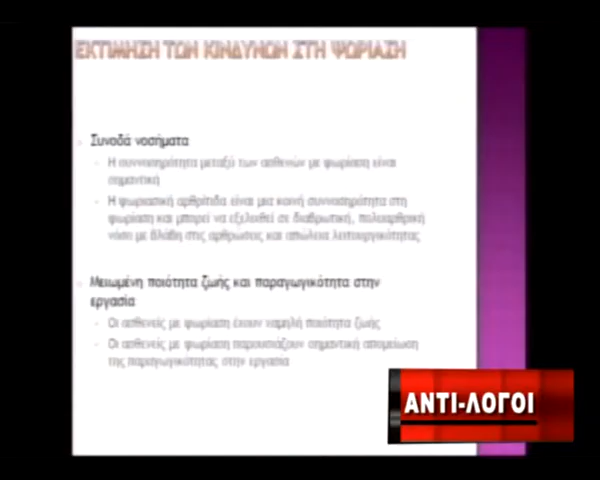 ΕΚΤΙΜΗΣΗ ΤΩΝ ΚΙΝΔΥΝΩΝ ΣΤΗ ΨΩΡΙΑΣΗ
Συνοδά νοσήματα
Η συννοσηρότητα μεταξύ των ασθενών με ψωρίαση είναι
σημαντική
Η ψωριασική αρθρίτιδα είναι μια κοινή συννοσηρότητα στη
ψωρίαση και μπορεί να εξελιχθεί σε διαβρωτική, πολυαρθρική
νόσο με βλάβη στις αρθρώσεις και απώλεια λειτουργικότητας
Μειωμένη ποιότητα ζωής και παραγωγικότητα στην
εργασία
Οι ασθενείς με ψωρίαση έχουν χαμηλή ποιότητα ζωής
Οι ασθενείς με ψωρίαση παρουσιάζουν σημαντική απομείωση
της παραγωγικότητας στην εργασία
ΑΝΤΙ-ΛΟΓΟΙ